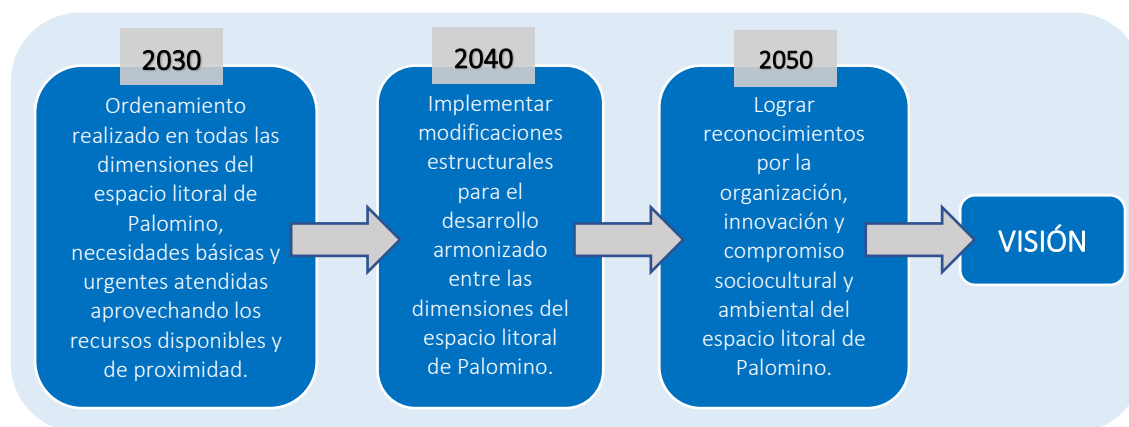 2030
Ordenamiento
realizado en todas las
dimensiones del
espacio litoral de
Palomino,
necesidades básicas y
urgentes atendidas
aprovechando los
recursos disponibles y
de proximidad.
2040
Implementar
modificaciones
estructurales
para el
desarrollo
armonizado
entre las
dimensiones del
espacio litoral
de Palomino.
2050
Lograr
reconocimientos
por la
organización,
innovación y
compromiso
sociocultural y
ambiental del
espacio litoral de
Palomino.
VISIÓN